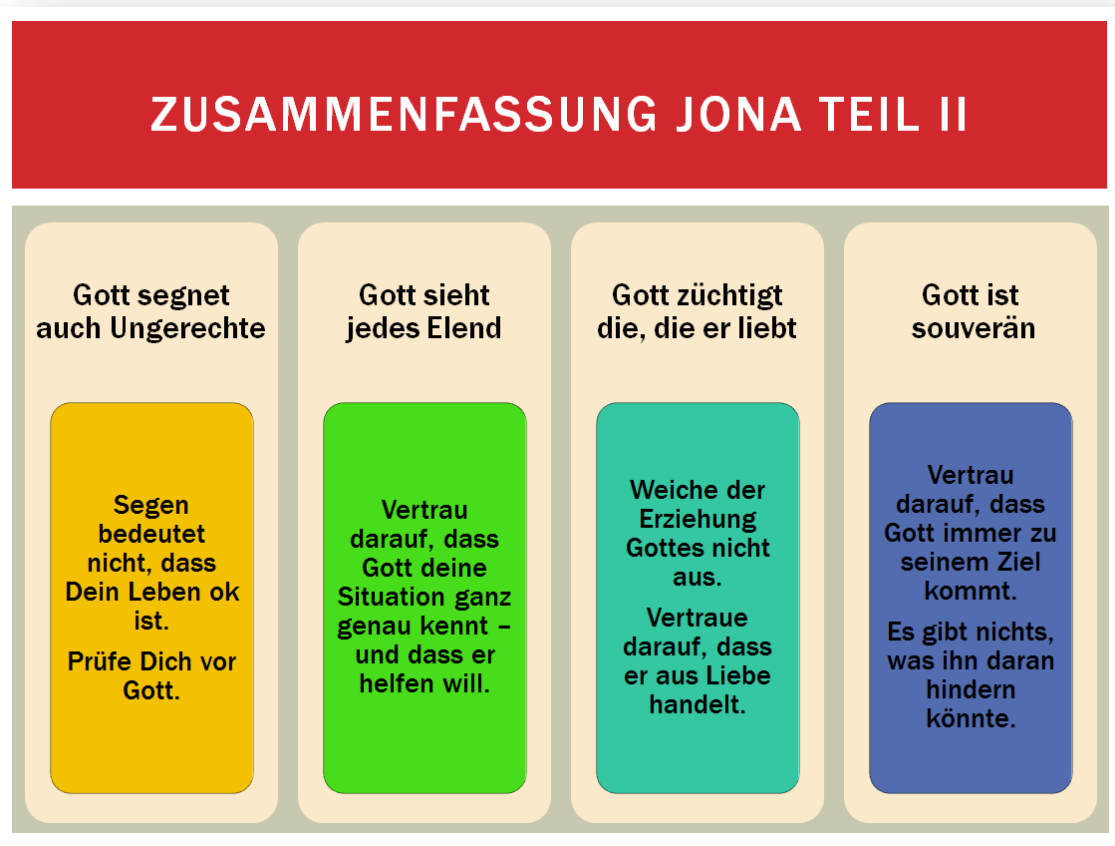 ZUSAMMENFASSUNG JONA TEIL II
Gott segnet
auch Ungerechte
Segen
bedeutet
nicht, dass
Dein Leben ok
ist.
Prüfe Dich vor
Gott.
Gott sieht
jedes Elend
Vertrau
darauf, dass
Gott deine
Situation ganz
genau kennt –
und dass er
helfen will.
Gott züchtigt
die, die er liebt
Weiche der
Erziehung
Gottes nicht
aus.
Vertraue
darauf, dass
er aus Liebe
handelt.
Gott ist
souverän
Vertrau
darauf, dass
Gott immer zu
seinem Ziel
kommt.
Es gibt nichts,
was ihn daran
hindern
könnte.